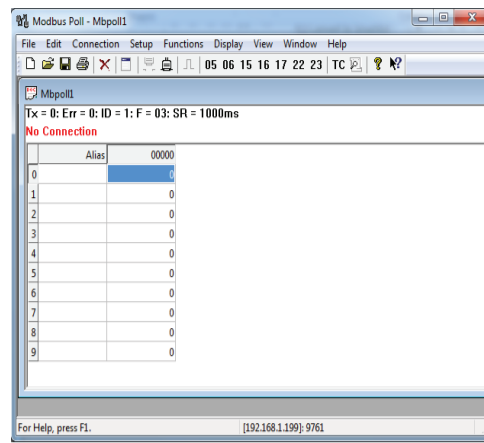 Modbus Poll - Mbpoll1
File Edit Connection Setup Functions Display View Window Help
05 06 15 16 17 22 23 TC
Mbpoll1
Tx = 0: Err = 0: ID = 1: F = 03: SR = 1000ms
No Connection
Alias 00000
0 0
1 0
2 0
3 0
4 0
5 0
6 0
7 0
8 0
9 0
For Help, press F1. [192.168.1.199]: 9761